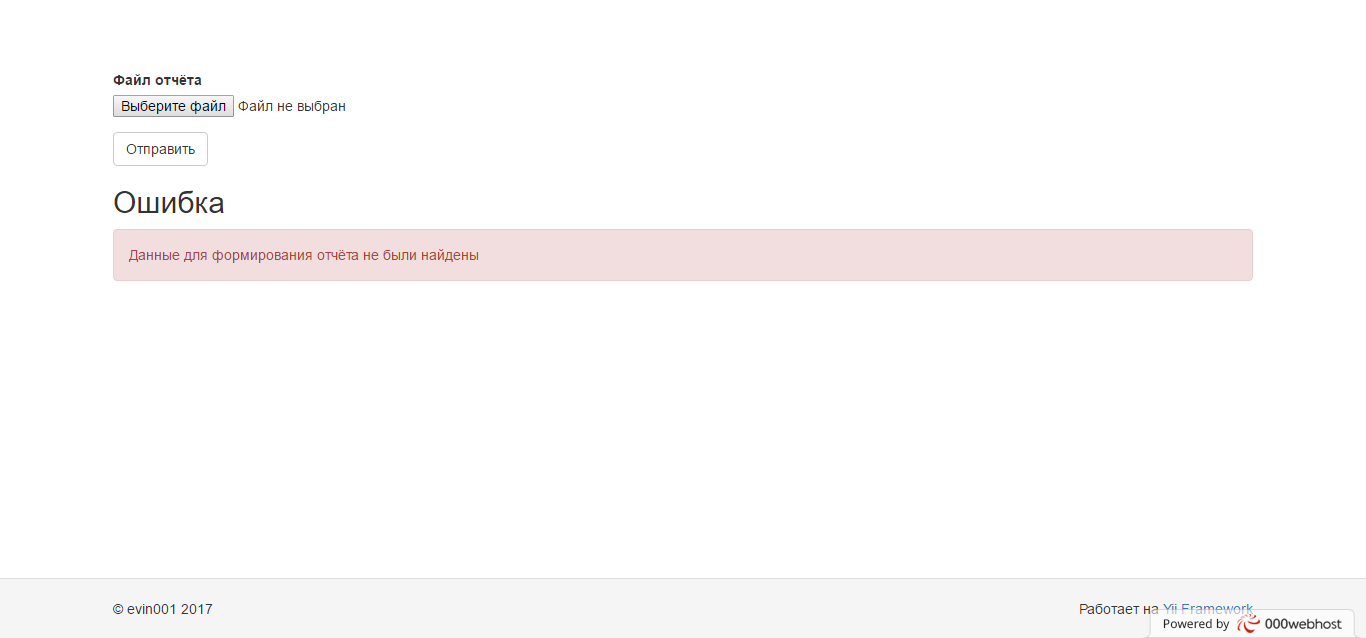 Файл отчёта
Выберите файл Файл не выбран
Отправить
Ошибка
Данные для формирования отчёта не были найдены
© evin001 2017
Работает на Yii Framework
Powered by 000webhost